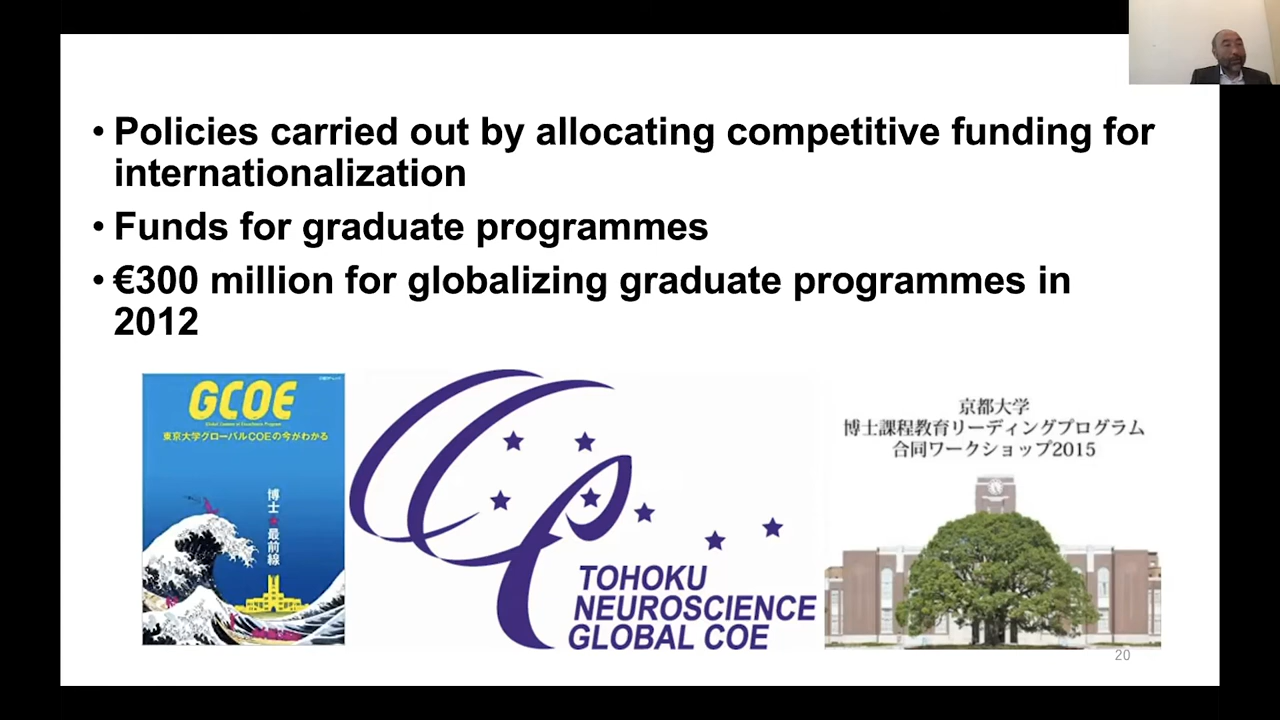 • Policies carried out by allocating competitive funding for
internationalization
• Funds for graduate programmes
• €300 million for globalizing graduate programmes in
2012
GCOE
東京大学グローバルCOEの今がわかる
博士
最前線
TOHOKU
NEUROSCIENCE
GLOBAL COE
京都大学
博士課程教育リーディングプログラム
合同ワークショップ2015
20